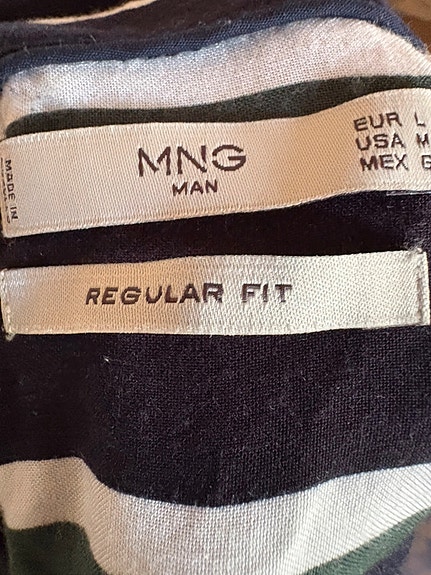 MNG
MAN
EUR L
USA M
MEX G
MADE IN
REGULAR FIT